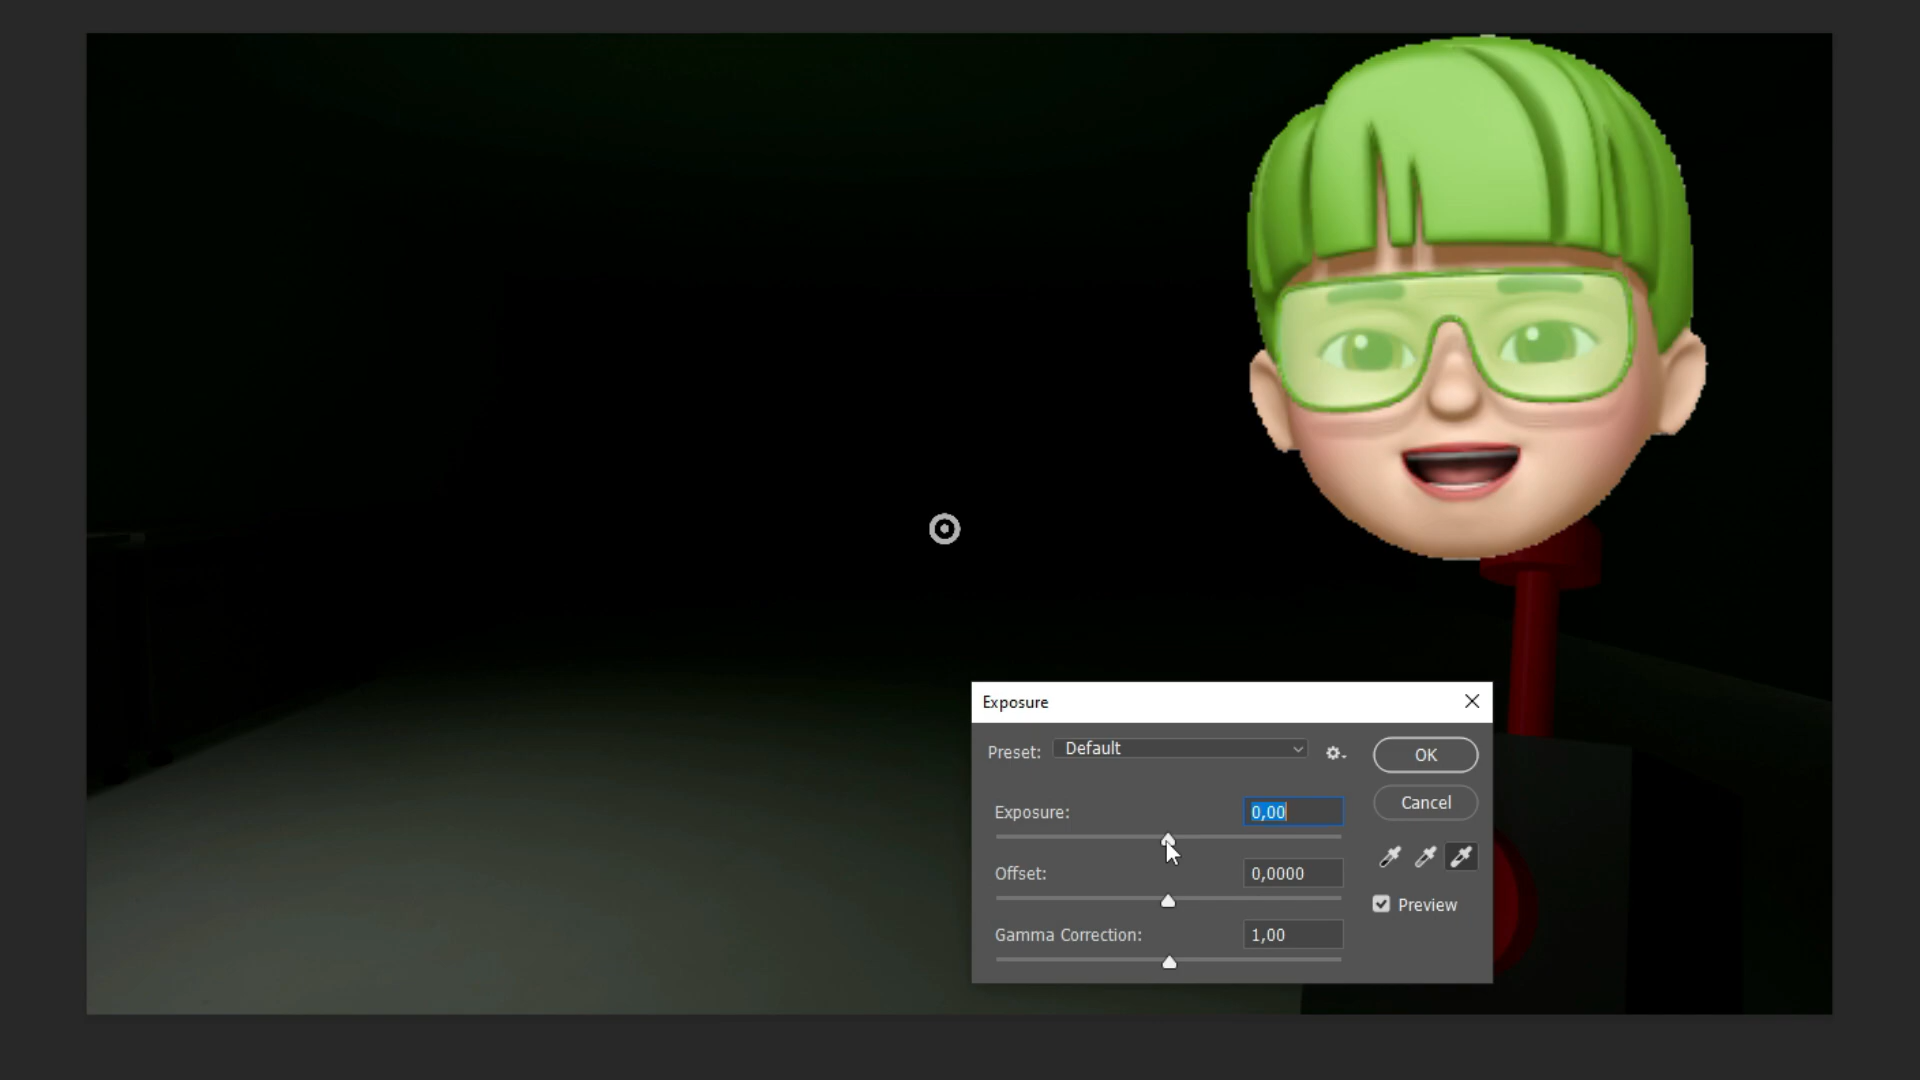 Exposure
Preset: Default
OK
Exposure: 0,00
Cancel
Offset: 0,0000
Preview
Gamma Correction: 1,00